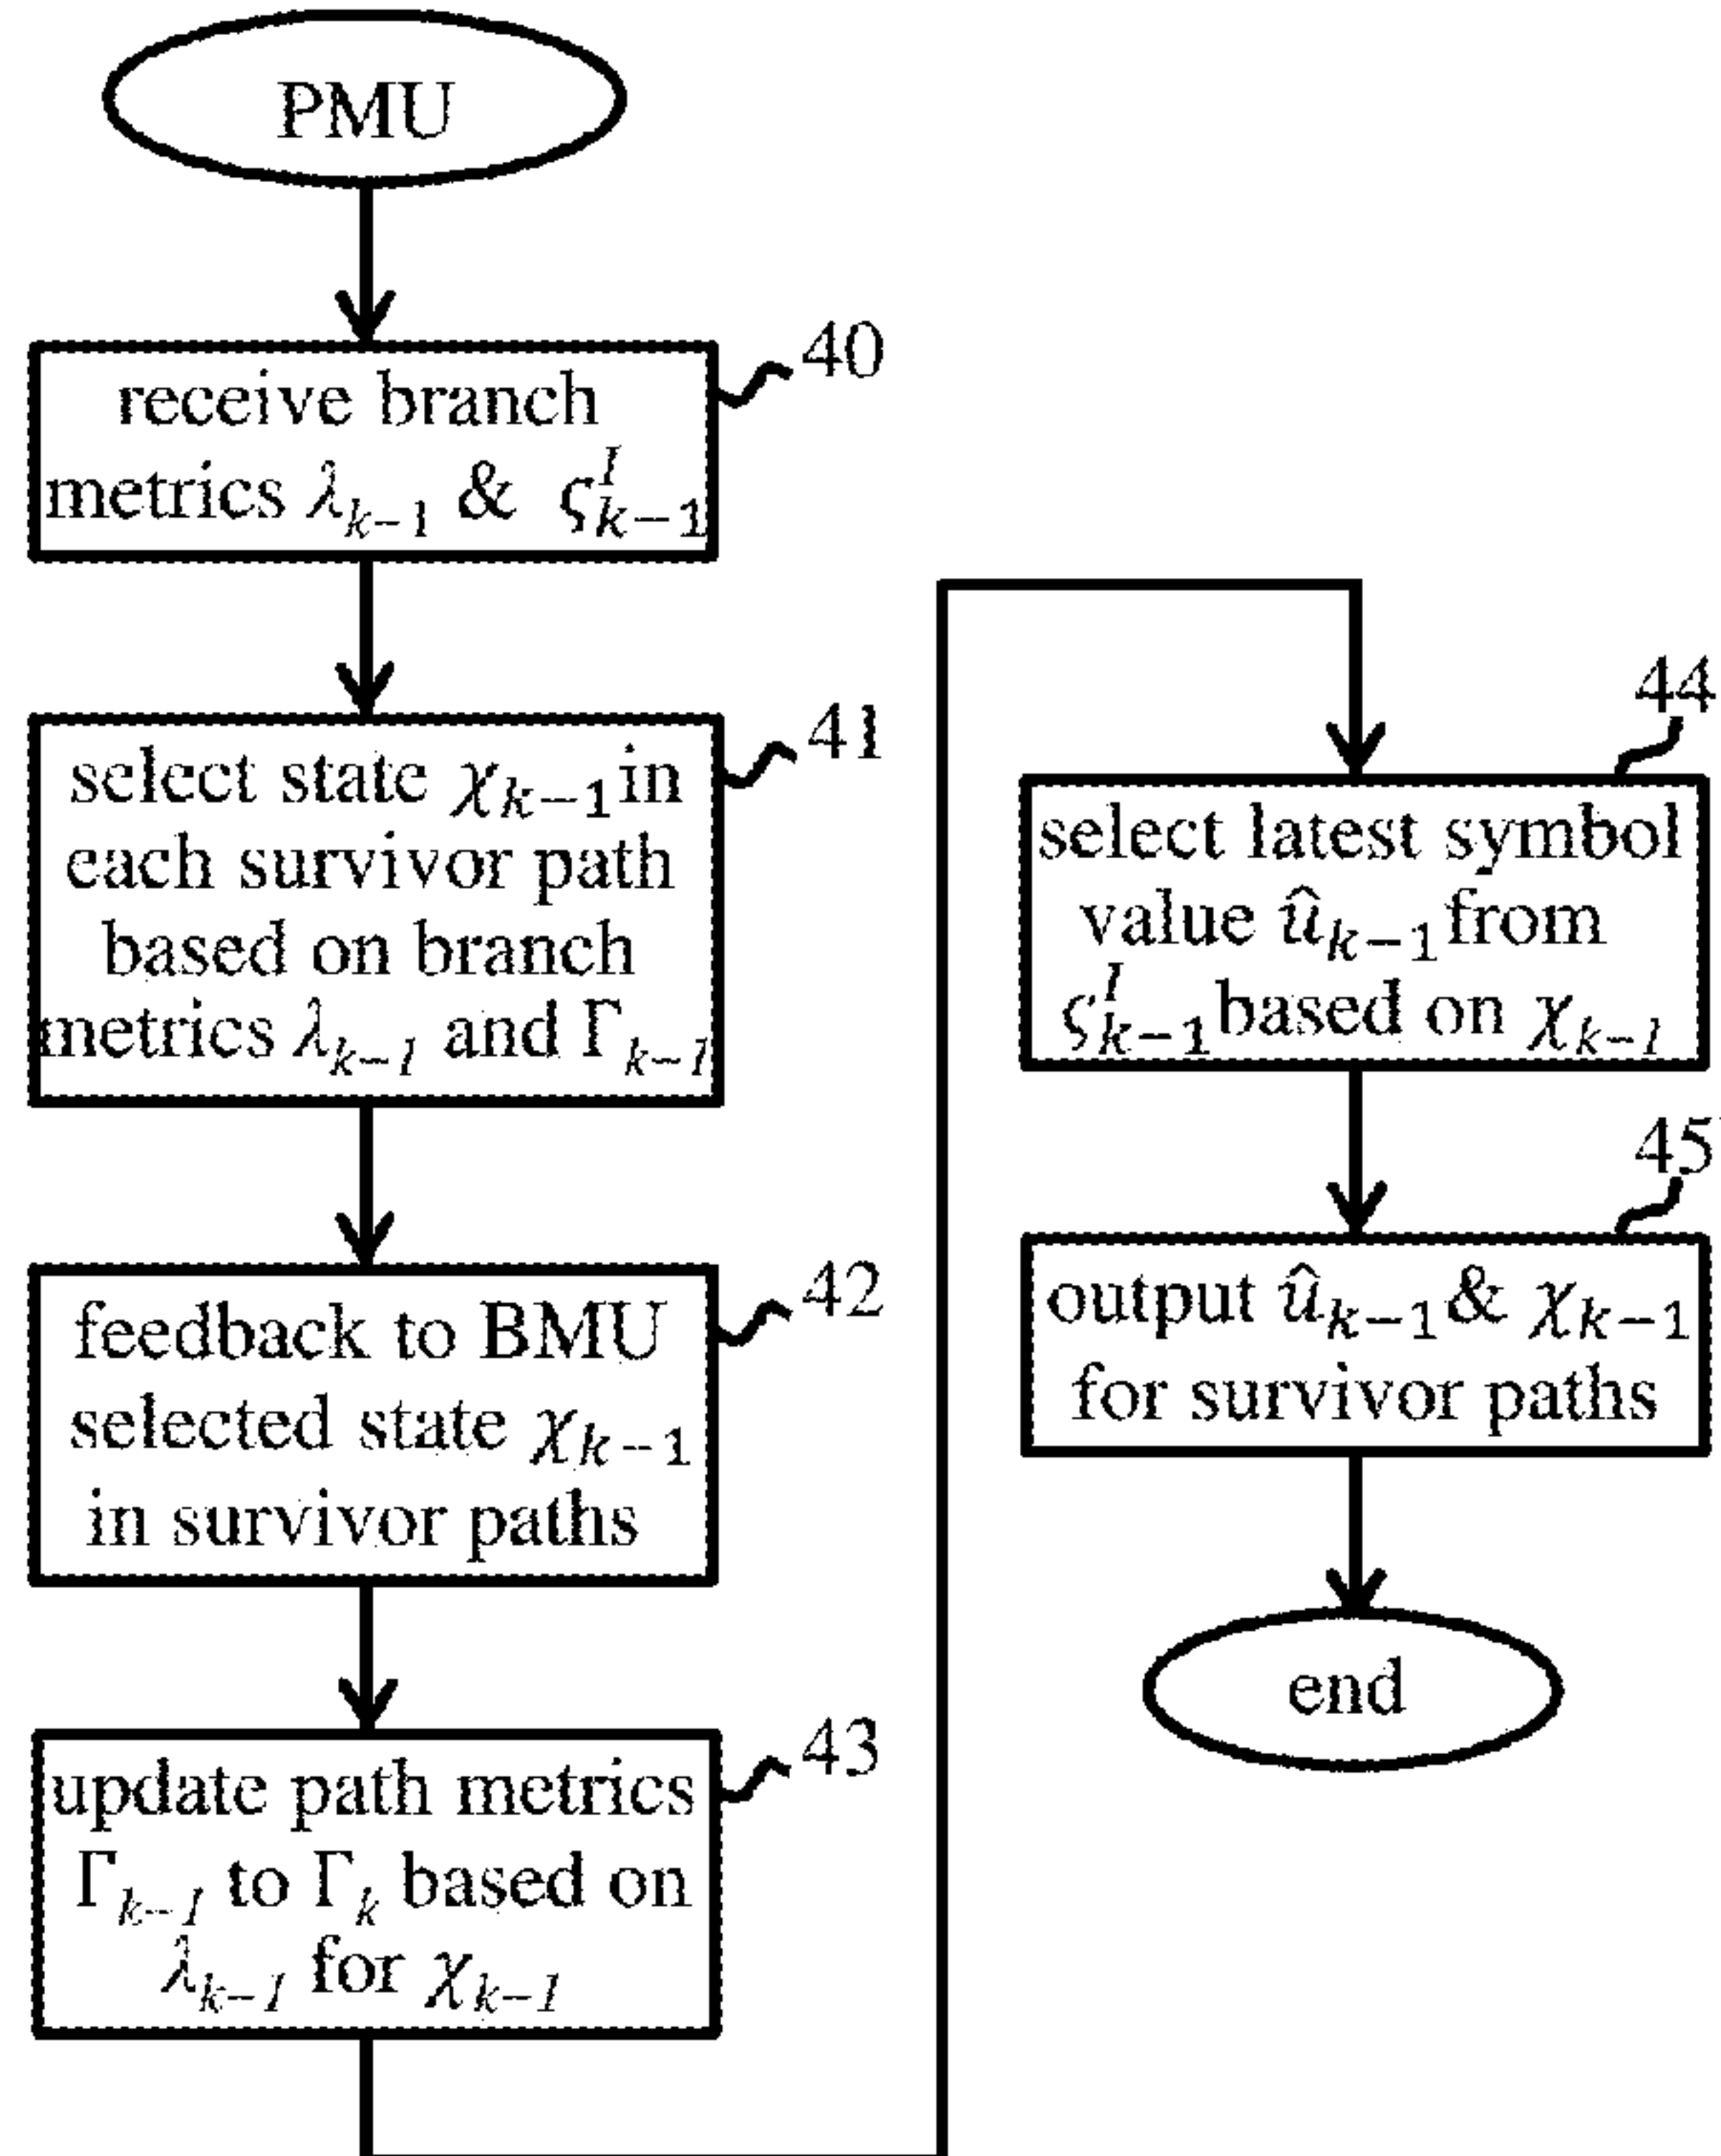 PMU
40
receive branch
metrics λₖ₋₁ & ςᴵₖ₋₁
41
select state χₖ₋₁ in
each survivor path
based on branch
metrics λₖ₋₁ and Γₖ₋₁
42
feedback to BMU
selected state χₖ₋₁
in survivor paths
43
update path metrics
Γₖ₋₁ to Γₖ based on
λₖ₋₁ for χₖ₋₁
44
select latest symbol
value ûₖ₋₁ from
ςᴵₖ₋₁ based on χₖ₋₁
45
output ûₖ₋₁ & χₖ₋₁
for survivor paths
end